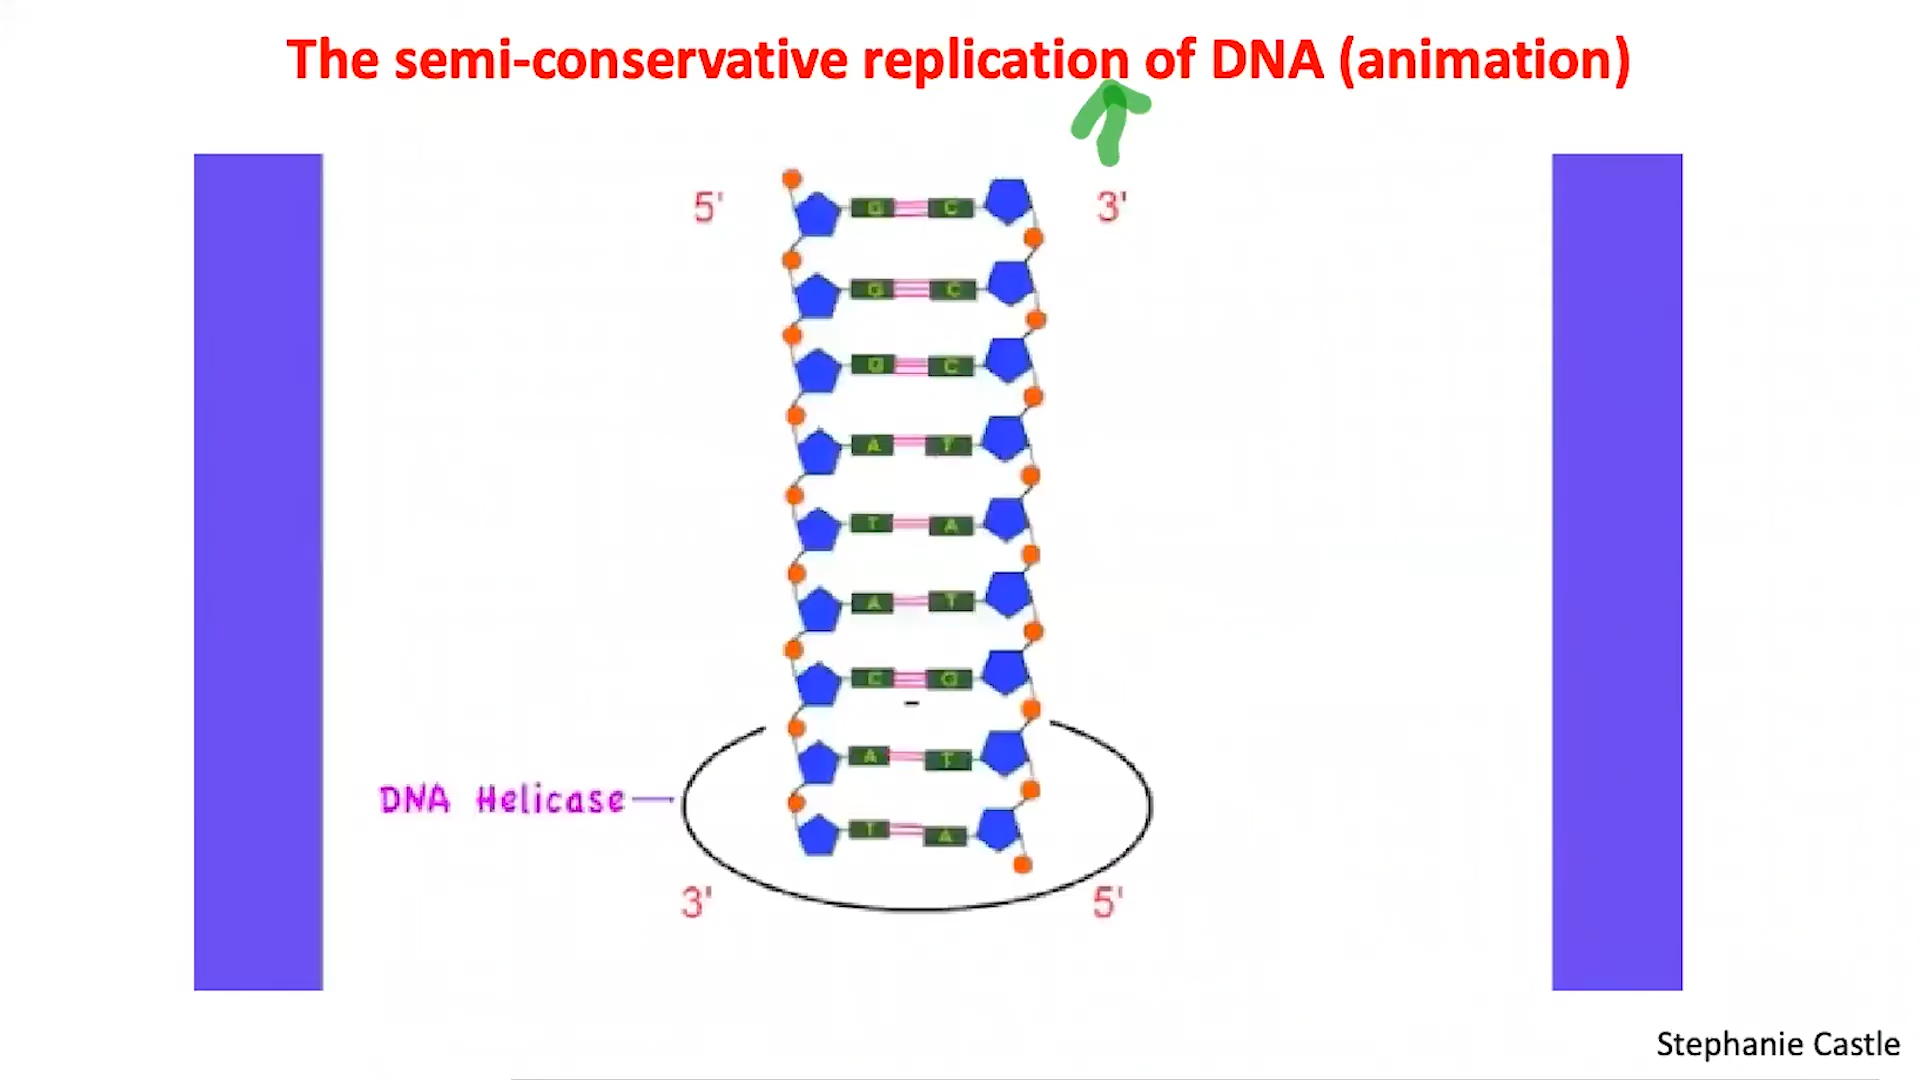 The semi-conservative replication of DNA (animation)
5' 3'
G C
G C
G C
A T
T A
A T
C G
A T
DNA Helicase
T A
3' 5'
Stephanie Castle